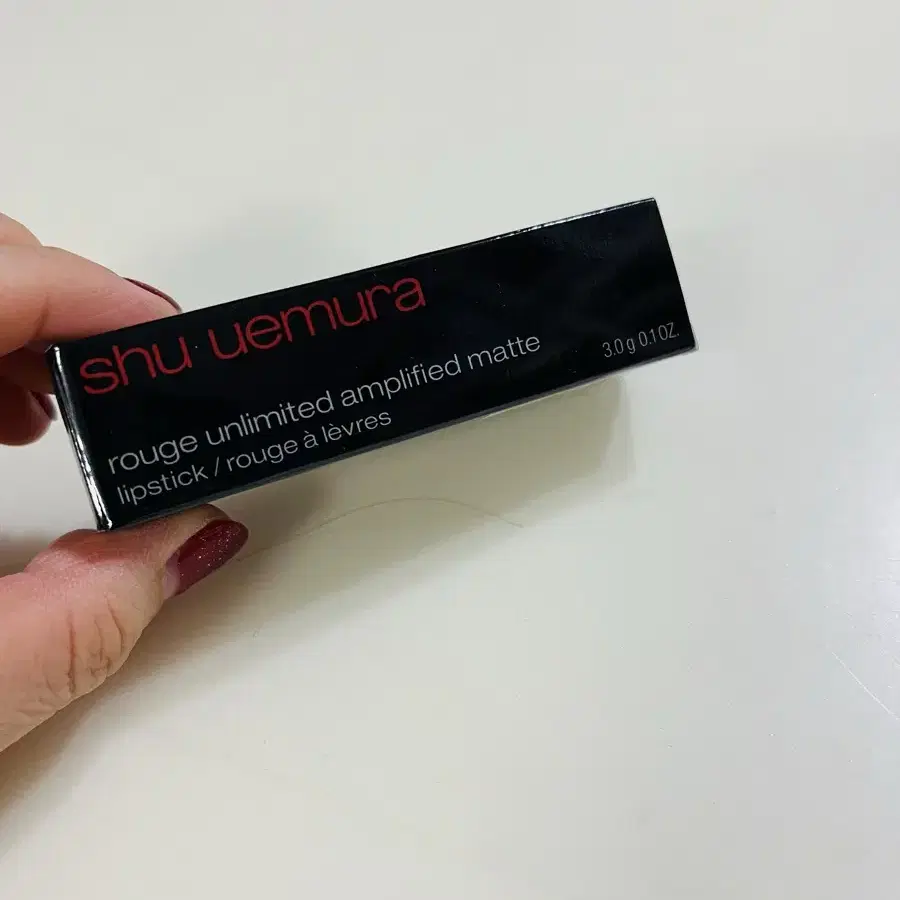 shu uemura
rouge unlimited amplified matte
lipstick / rouge à lèvres
3.0 g 0.1 OZ.